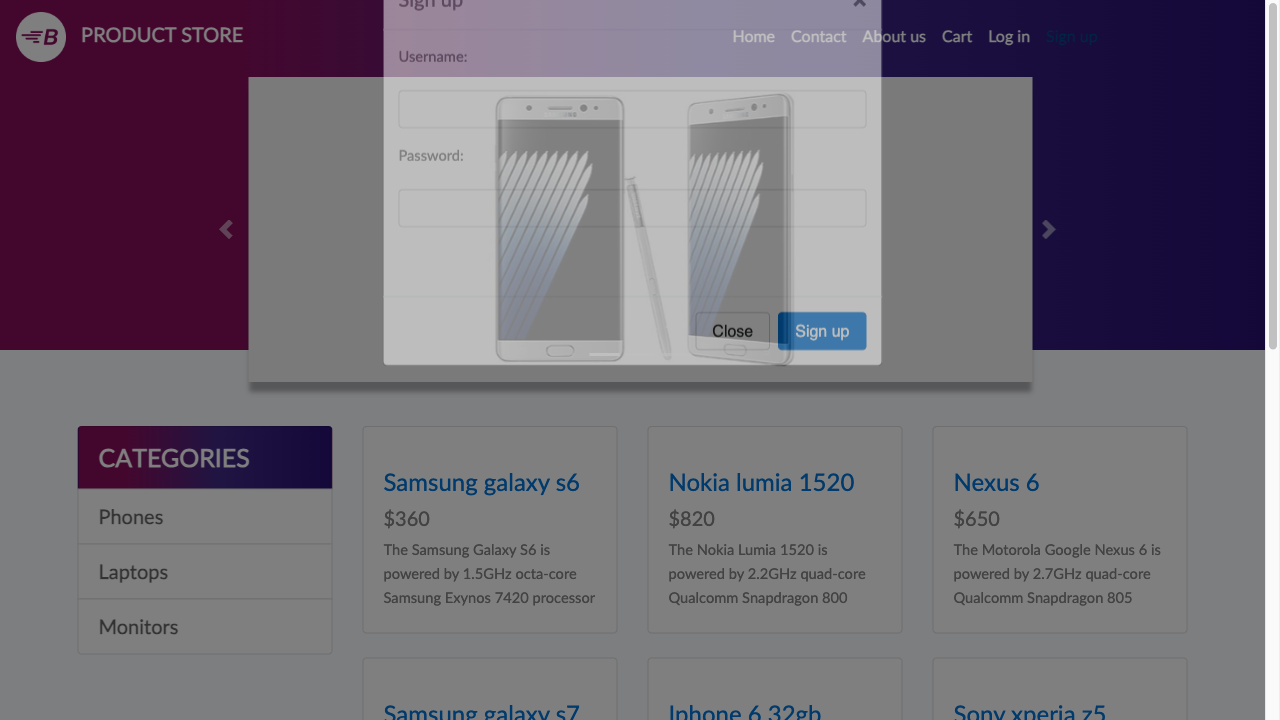 Sign up
×
PRODUCT STORE
Home Contact About us Cart Log in Sign up
Username:
Password:
Close Sign up
CATEGORIES
Phones
Laptops
Monitors
Samsung galaxy s6
$360
The Samsung Galaxy S6 is
powered by 1.5GHz octa-core
Samsung Exynos 7420 processor
Nokia lumia 1520
$820
The Nokia Lumia 1520 is
powered by 2.2GHz quad-core
Qualcomm Snapdragon 800
Nexus 6
$650
The Motorola Google Nexus 6 is
powered by 2.7GHz quad-core
Qualcomm Snapdragon 805
Samsung galaxy s7
Iphone 6 32gb
Sony xperia z5